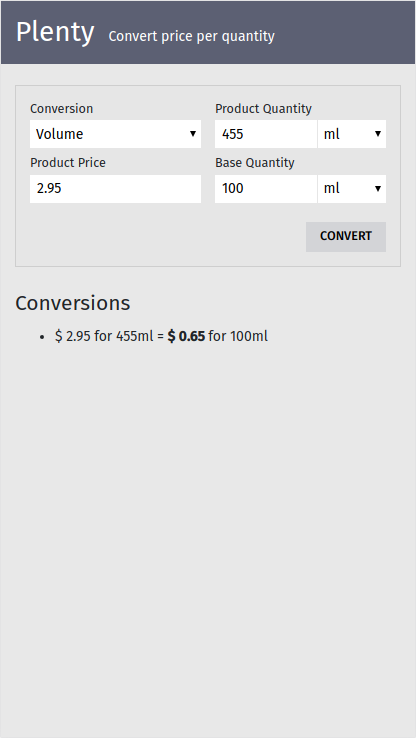 Plenty Convert price per quantity
Conversion Product Quantity
Volume 455 ml
Product Price Base Quantity
2.95 100 ml
CONVERT
Conversions
• $ 2.95 for 455ml = $ 0.65 for 100ml